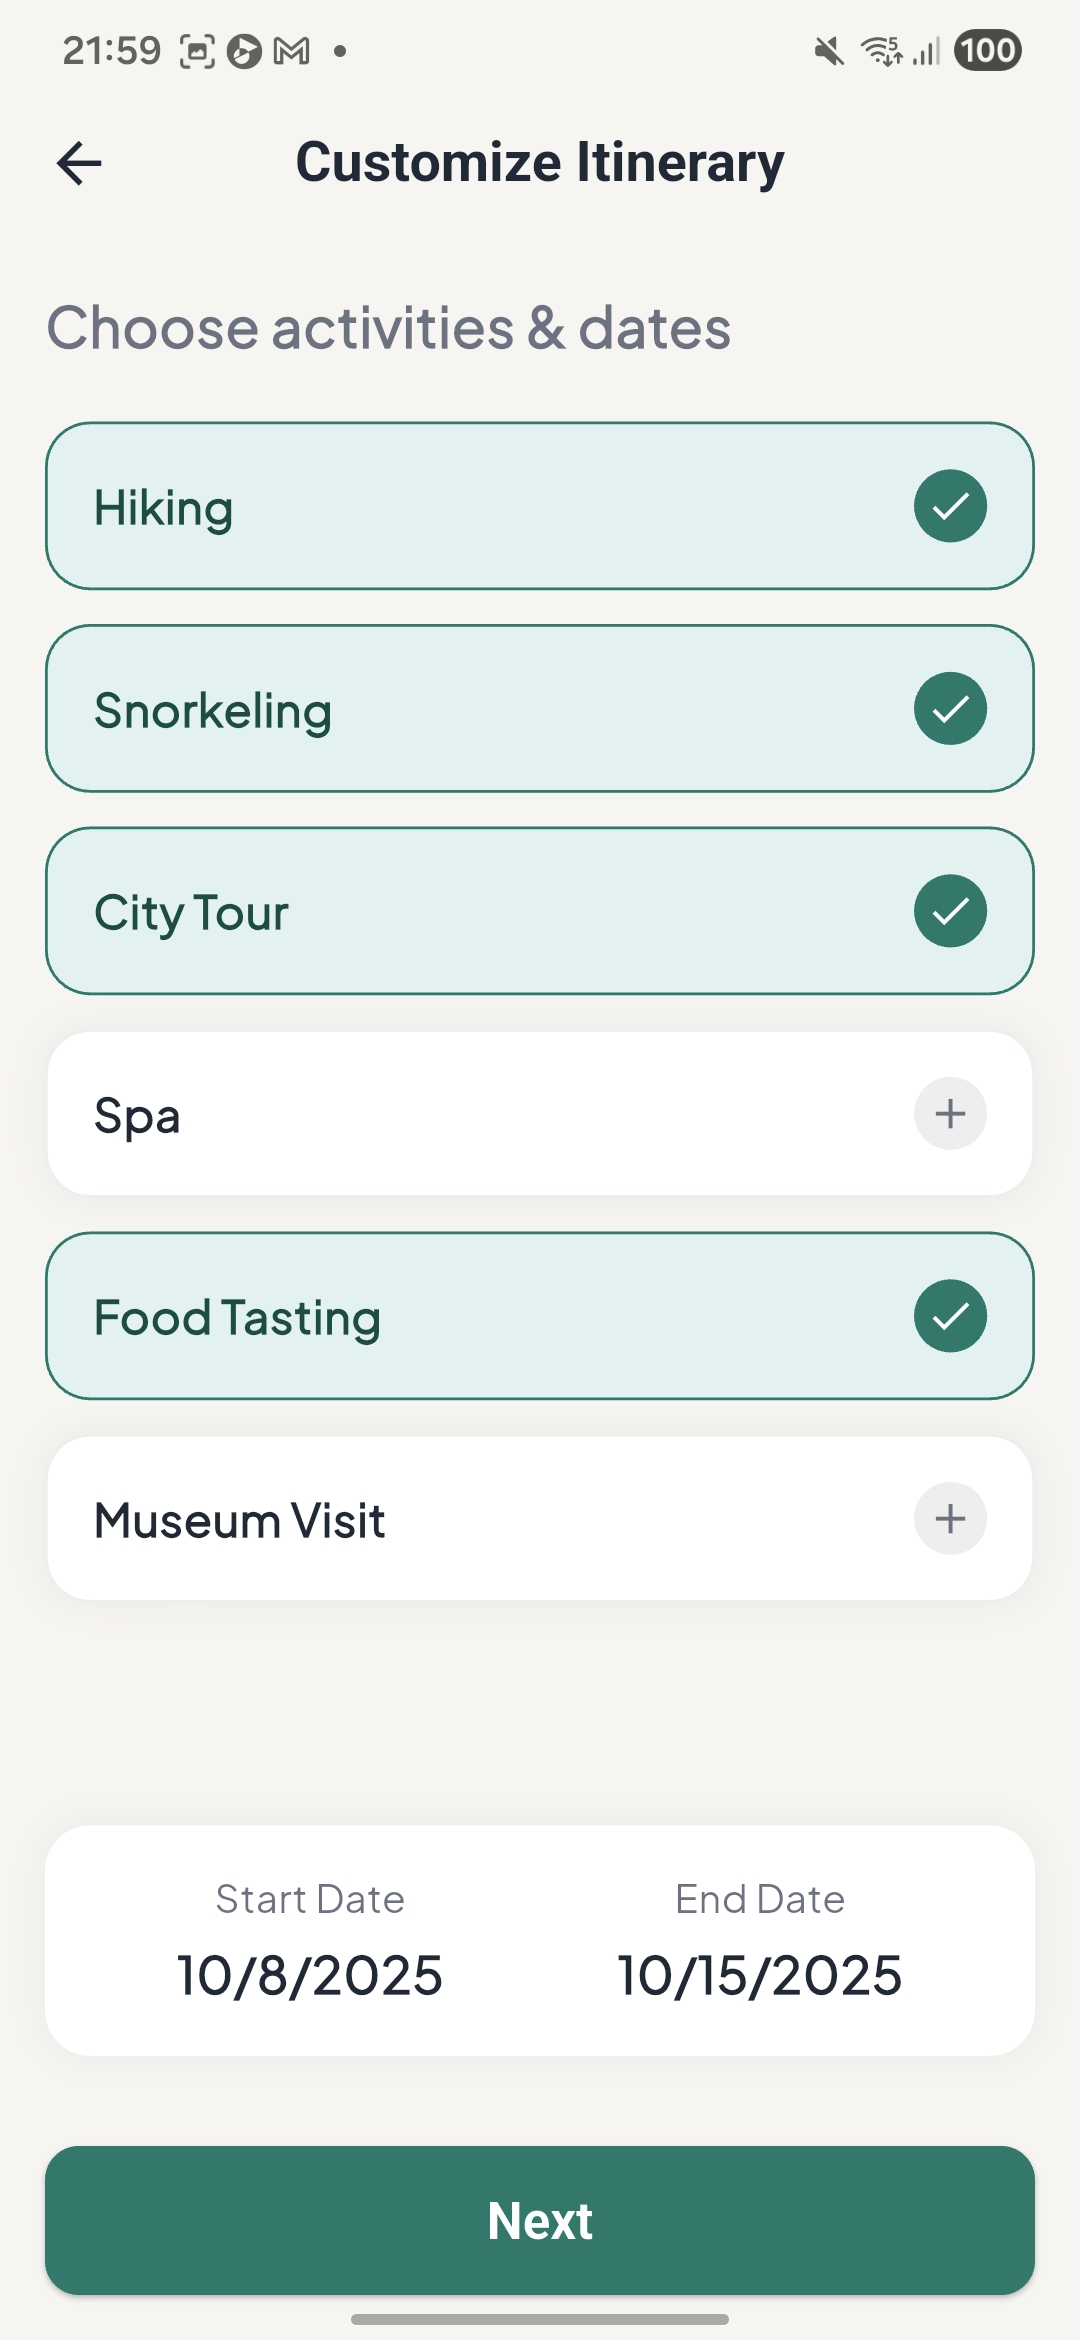 21:59
5
100
Customize Itinerary
Choose activities & dates
Hiking
Snorkeling
City Tour
Spa
Food Tasting
Museum Visit
Start Date
End Date
10/8/2025
10/15/2025
Next